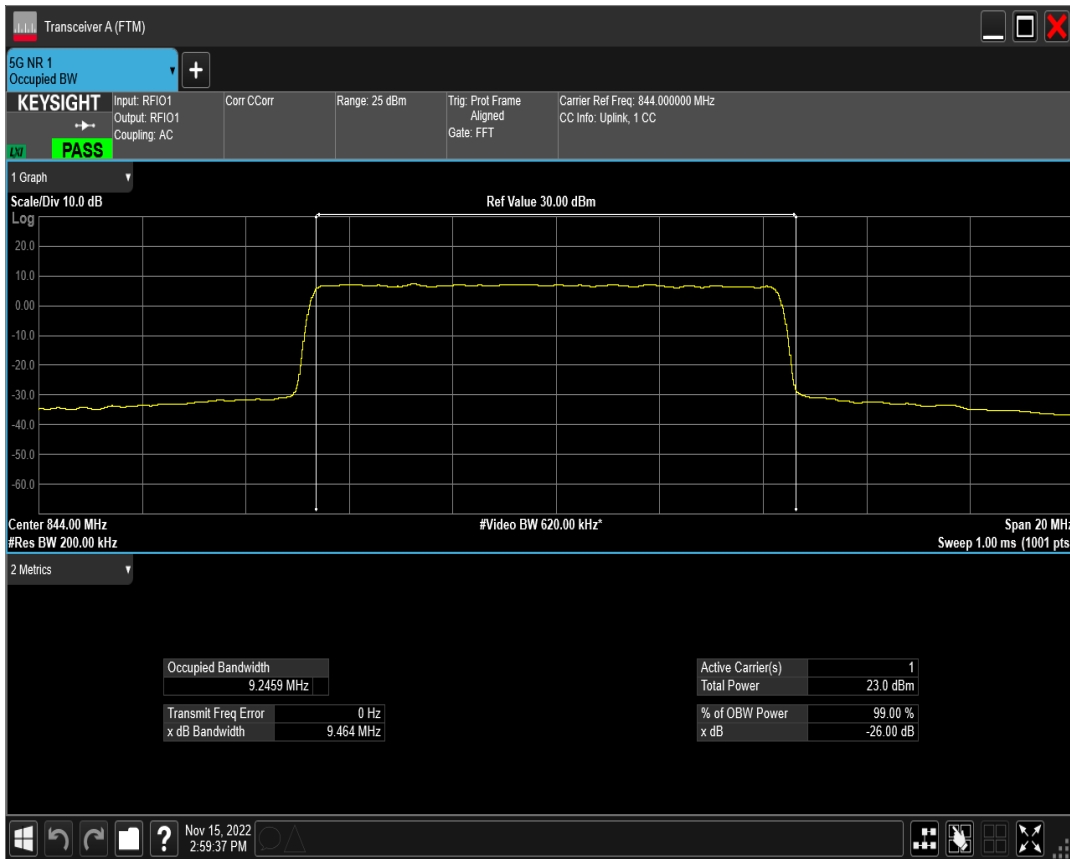 Transceiver A (FTM)
5G NR 1
Occupied BW
+
KEYSIGHT
LXI
PASS
Input: RFIO1
Output: RFIO1
Coupling: AC
Corr CCorr
Range: 25 dBm
Trig: Prot Frame
Aligned
Gate: FFT
Carrier Ref Freq: 844.000000 MHz
CC Info: Uplink, 1 CC
1 Graph
Scale/Div 10.0 dB
Ref Value 30.00 dBm
Log
20.0
10.0
0.00
-10.0
-20.0
-30.0
-40.0
-50.0
-60.0
Center 844.00 MHz
#Video BW 620.00 kHz*
Span 20 MHz
#Res BW 200.00 kHz
Sweep 1.00 ms (1001 pts
2 Metrics
Occupied Bandwidth
9.2459 MHz
Transmit Freq Error 0 Hz
x dB Bandwidth 9.464 MHz
Active Carrier(s) 1
Total Power 23.0 dBm
% of OBW Power 99.00 %
x dB -26.00 dB
?
Nov 15, 2022
2:59:37 PM